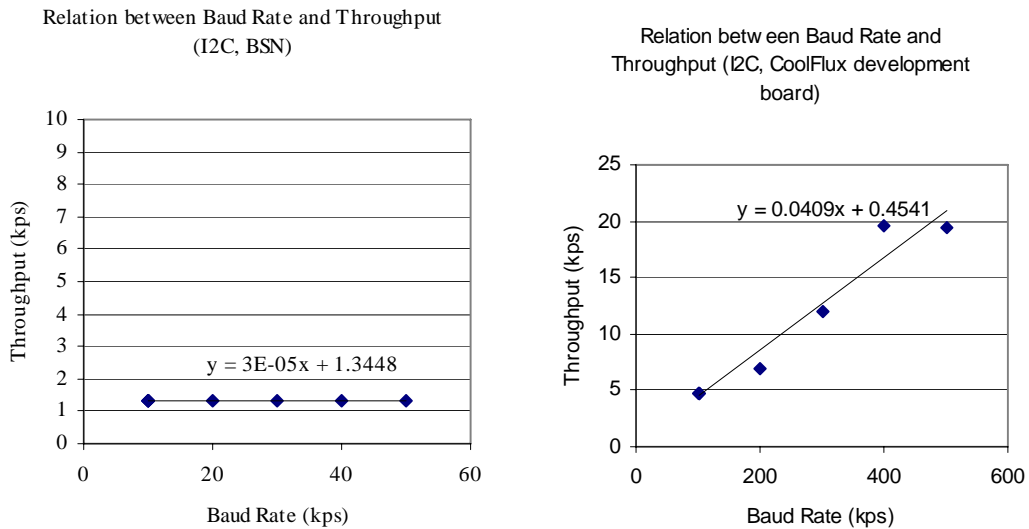 Relation between Baud Rate and Throughput
(I2C, BSN)
10
9
8
7
6
5
4
3
2
1
0
Throughput (kps)
y = 3E-05x + 1.3448
0
20
40
60
Baud Rate (kps)
Relation between Baud Rate and
Throughput (I2C, CoolFlux development
board)
25
20
15
10
5
0
Throughput (kps)
y = 0.0409x + 0.4541
0
200
400
600
Baud Rate (kps)